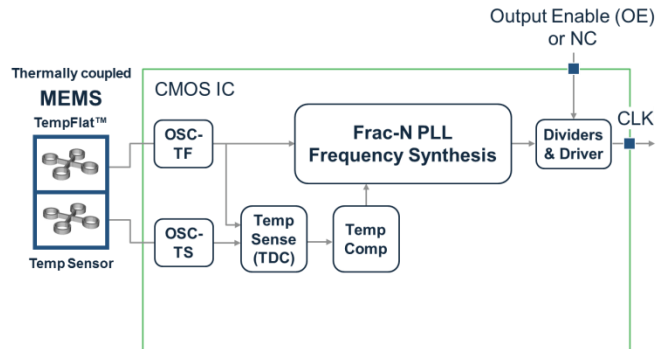 Output Enable (OE)
or NC
Thermally coupled
MEMS
TempFlat™
CMOS IC
CLK
OSC-
TF
Frac-N PLL
Frequency Synthesis
Dividers
& Driver
OSC-
TS
Temp
Sense
(TDC)
Temp
Comp
Temp Sensor